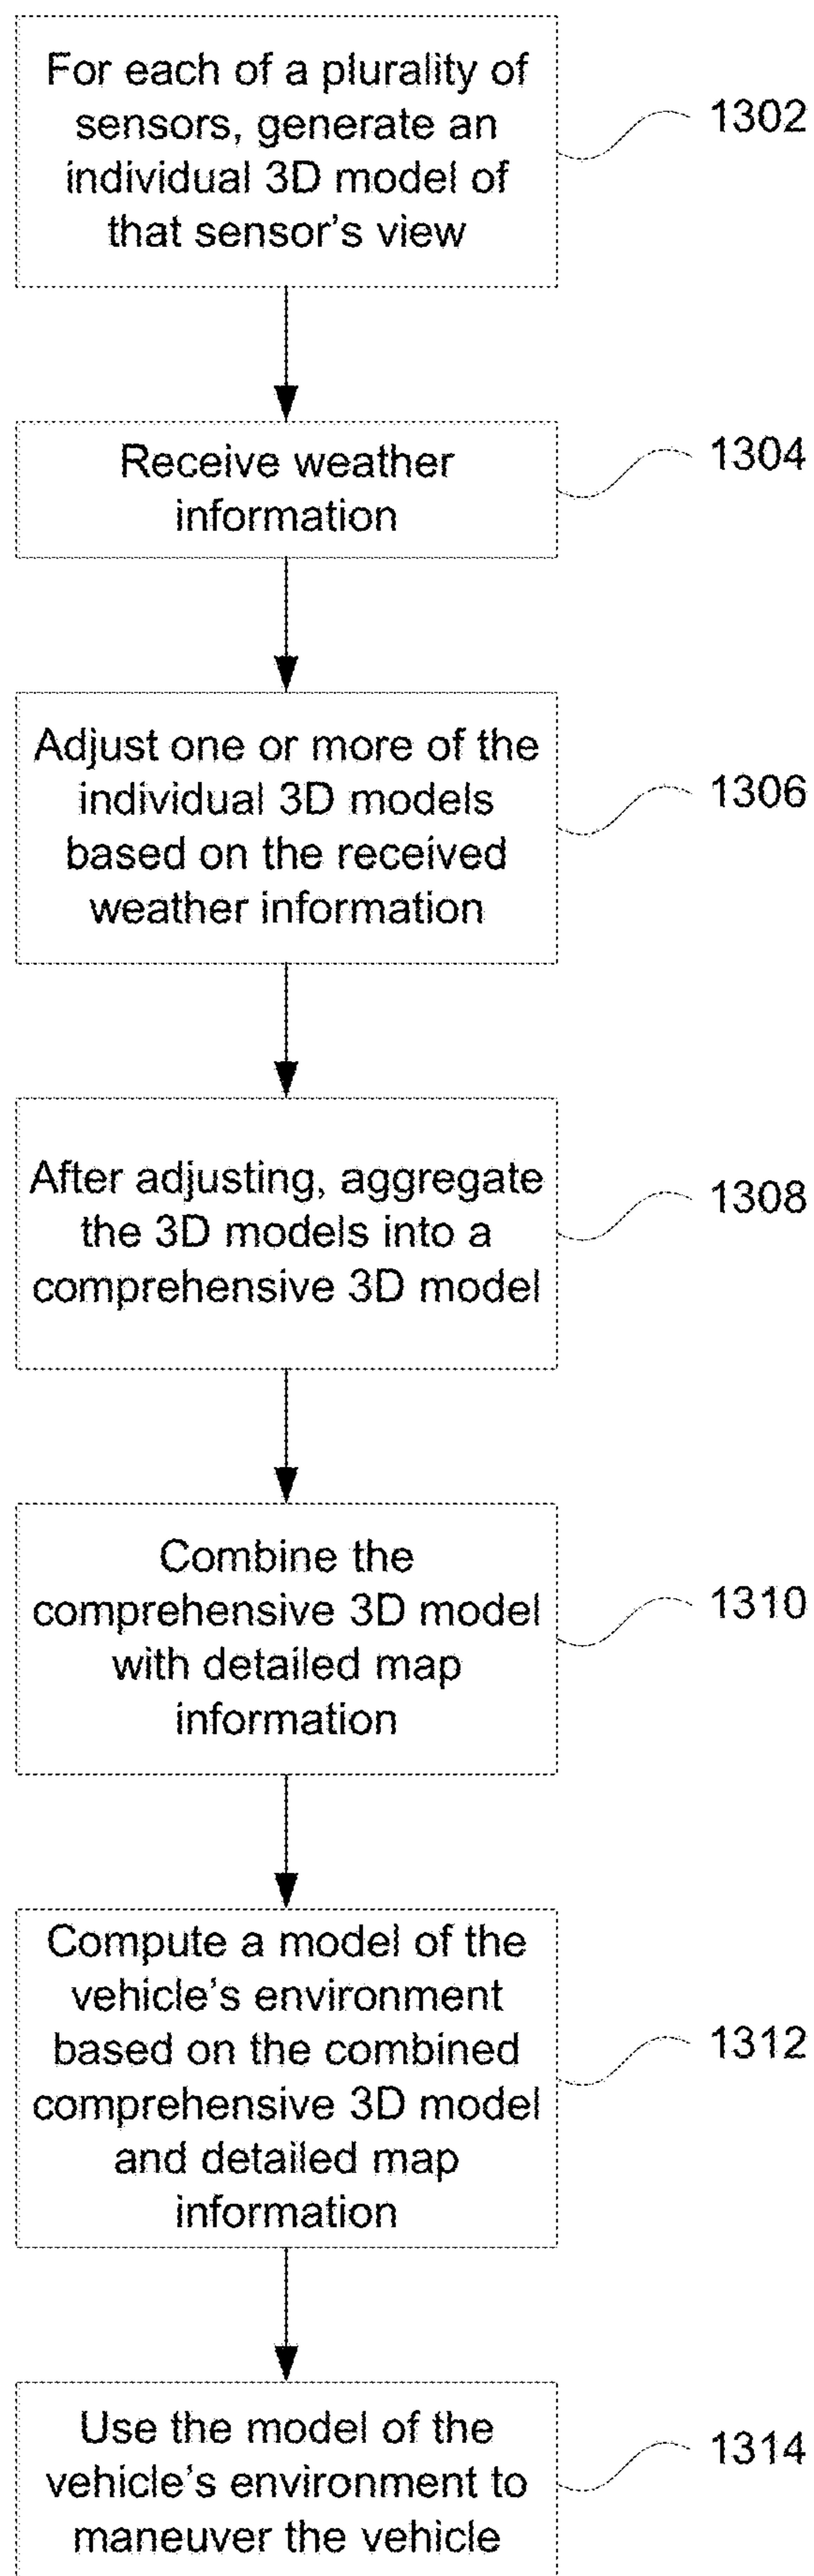 For each of a plurality of
sensors, generate an
individual 3D model of
that sensor's view
1302
Receive weather
information
1304
Adjust one or more of the
individual 3D models
based on the received
weather information
1306
After adjusting, aggregate
the 3D models into a
comprehensive 3D model
1308
Combine the
comprehensive 3D model
with detailed map
information
1310
Compute a model of the
vehicle's environment
based on the combined
comprehensive 3D model
and detailed map
information
1312
Use the model of the
vehicle's environment to
maneuver the vehicle
1314